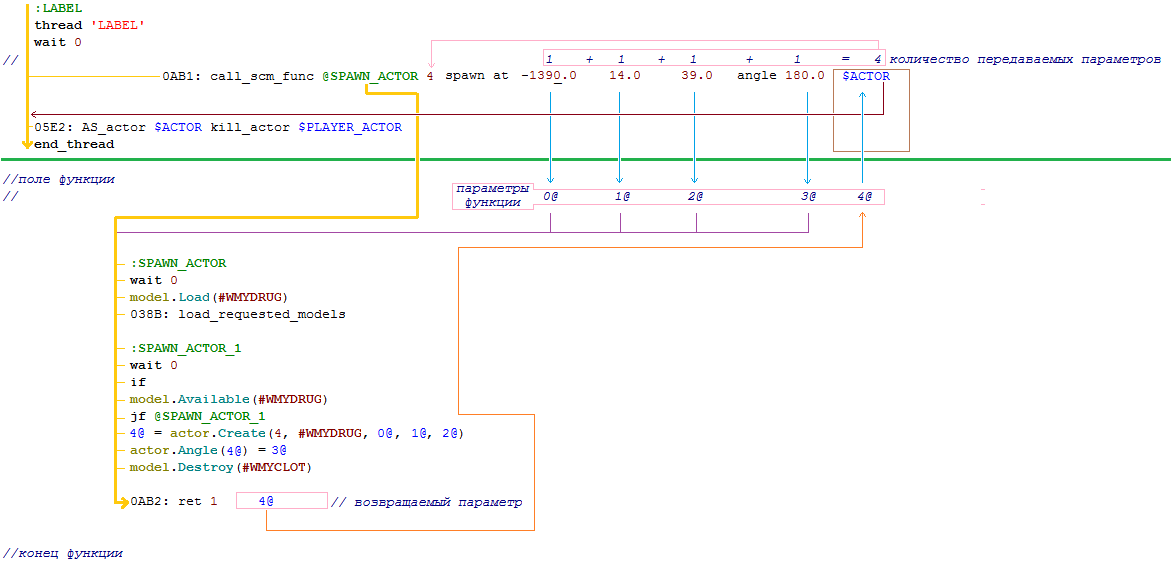 :LABEL
thread 'LABEL'
wait 0
//
1 + 1 + 1 + 1 = 4 количество передаваемых параметров
0AB1: call_scm_func @SPAWN_ACTOR 4 spawn at -1390.0 14.0 39.0 angle 180.0 $ACTOR
05E2: AS_actor $ACTOR kill_actor $PLAYER_ACTOR
end_thread
//поле функции
//
параметры
функции
0@ 1@ 2@ 3@ 4@
:SPAWN_ACTOR
wait 0
model.Load(#WMYDRUG)
038B: load_requested_models
:SPAWN_ACTOR_1
wait 0
if
model.Available(#WMYDRUG)
jf @SPAWN_ACTOR_1
4@ = actor.Create(4, #WMYDRUG, 0@, 1@, 2@)
actor.Angle(4@) = 3@
model.Destroy(#WMYCLOT)
0AB2: ret 1 4@ // возвращаемый параметр
//конец функции